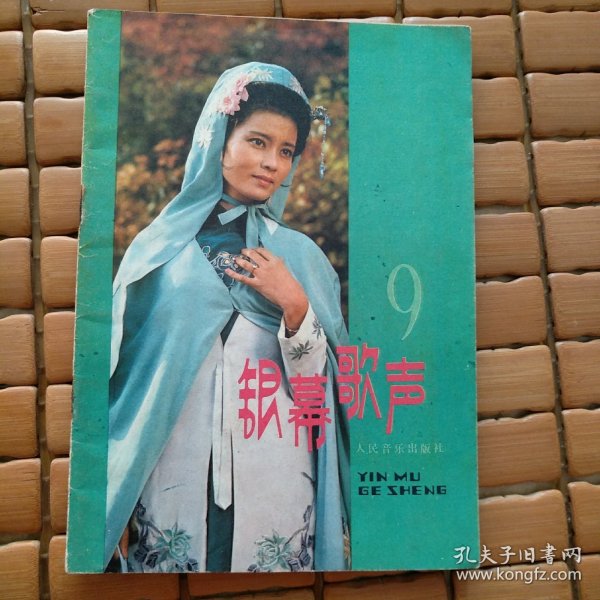 9
银幕歌声
人民音乐出版社
YIN MU
GE SHENG
孔夫子旧書网
www.kongfz.com